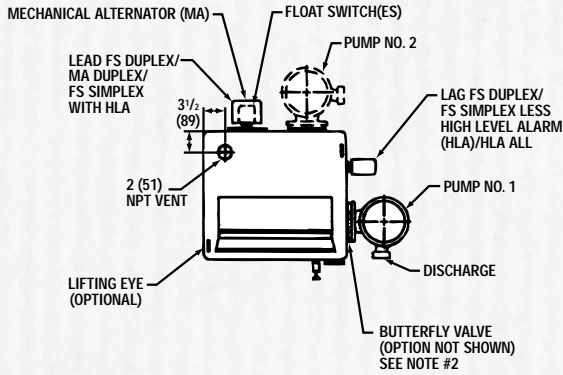 MECHANICAL ALTERNATOR (MA)
FLOAT SWITCH(ES)
PUMP NO. 2
LEAD FS DUPLEX/
MA DUPLEX/
FS SIMPLEX
WITH HLA
3 1/2
(89)
LAG FS DUPLEX/
FS SIMPLEX LESS
HIGH LEVEL ALARM
(HLA)/HLA ALL
2 (51)
NPT VENT
PUMP NO. 1
LIFTING EYE
(OPTIONAL)
DISCHARGE
BUTTERFLY VALVE
(OPTION NOT SHOWN)
SEE NOTE #2